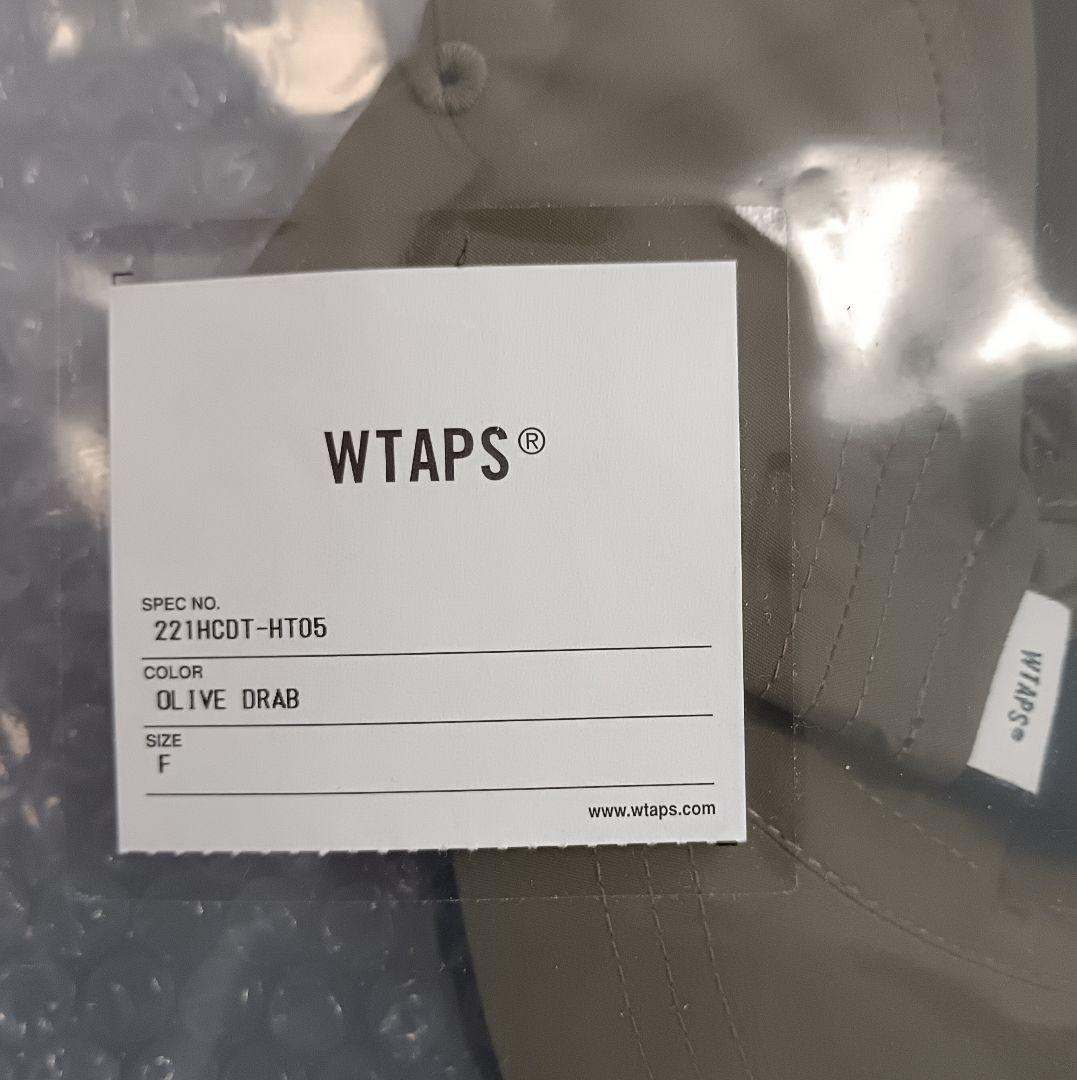 WTAPS®
SPEC NO.
221HCDT-HT05
COLOR
OLIVE DRAB
SIZE
F
www.wtaps.com
WTAPS®